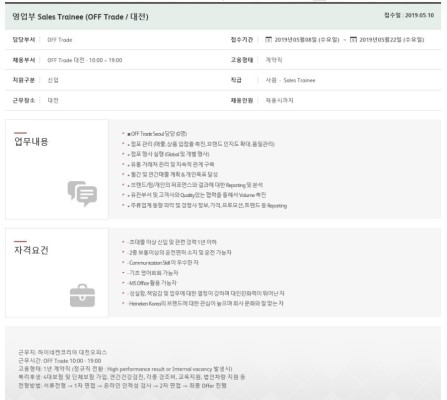 영업부 Sales Trainee (OFF Trade / 대전)
접수일 : 2019.05.10
담당부서 OFF Trade
접수기간 2019년05월08일 (수요일) ~ 2019년05월22일 (수요일)
채용부서 OFF Trade 대전 - 10:00 ~ 19:00
고용형태 계약직
지원구분 신입
직급 사원 - Sales Trainee
근무장소 대전
채용인원 채용시까지
업무내용
■ OFF Trade Seoul 담당 (0명)
- 점포 관리 (매출, 상품 입점률 촉진, 브랜드 인지도 확대, 품질관리)
- 점포 행사 실행 (Global 및 개별 행사)
- 유통 거래처 관리 및 지속적 관계 구축
- 월간 및 연간매출 계획 & 개인목표 달성
- 브랜드/팀/개인의 퍼포먼스와 결과에 대한 Reporting 및 분석
- 유관부서 및 고객사와 Quality있는 협력을 통해서 Volume 촉진
- 주류업계 동향 파악 및 경쟁사 정보, 가격, 프로모션, 트렌드 등 Reporting
자격요건
- 초대졸 이상 신입 및 관련 경력 1년 이하
- 2종 보통이상의 운전면허 소지 및 운전 가능자
- Communication Skill 이 우수한 자
- 기초 영어회화 가능자
- MS Office 활용 가능자
- 성실함, 책임감 및 업무에 대한 열정이 강하며 대인친화력이 뛰어난 자
- Heineken Korea의 브랜드에 대한 관심이 높으며 회사 문화와 잘 맞는 자
근무지: 하이네켄코리아 대전오피스
근무시간: OFF Trade 10:00 - 19:00
고용형태: 1년 계약직 (정규직 전환 : High performance result or Internal vacancy 발생시)
복리후생: 4대보험 및 단체보험 가입, 연간건강검진, 각종 경조비, 교육지원, 법인차량 지원 등
전형방법: 서류전형 → 1차 면접 → 온라인 인적성 검사 → 2차 면접 → 최종 Offer 진행